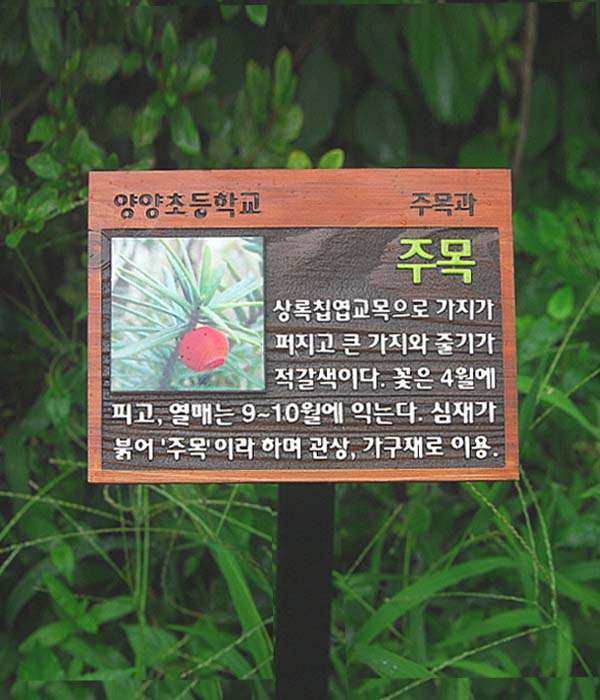 양양초등학교 주목과
주목
상록칩엽교목으로 가지가
퍼지고 큰 가지와 줄기가
적갈색이다. 꽃은 4월에
피고, 열매는 9~10월에 익는다. 심재가
붉어 '주목'이라 하며 관상, 가구재로 이용.